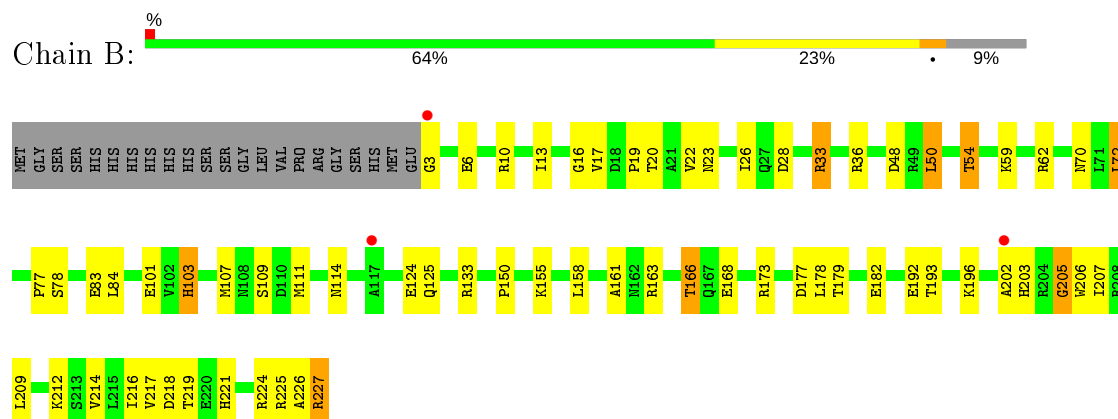 %
Chain B:
64% 23% • 9%
MET GLY SER SER HIS HIS HIS HIS HIS HIS SER SER GLY LEU VAL PRO ARG GLY SER HIS MET GLU G3 E6 R10 I13 G16 V17 D18 P19 T20 A21 V22 N23 I26 Q27 D28 R33 R36 D48 R49 L50 T54 K59 R62 N70 L71
P77 S78 E83 L84 E101 V102 H103 M107 N108 S109 D110 M111 N114 A117 E124 Q125 R133 P150 K155 L158 A161 N162 R163 T166 Q167 E168 R173 D177 L178 T179 E182 E192 T193 K196 A202 H203 R204 G205 W206 I207
L209 K212 S213 V214 L215 I216 V217 D218 T219 E220 H221 R224 R225 A226 R227